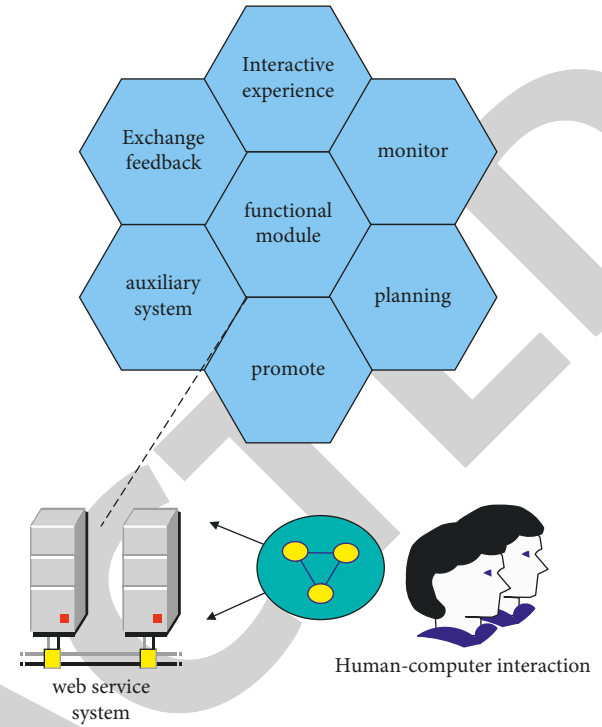 Interactive
experience
Exchange
feedback
monitor
functional
module
auxiliary
system
planning
promote
Human-computer interaction
web service
system